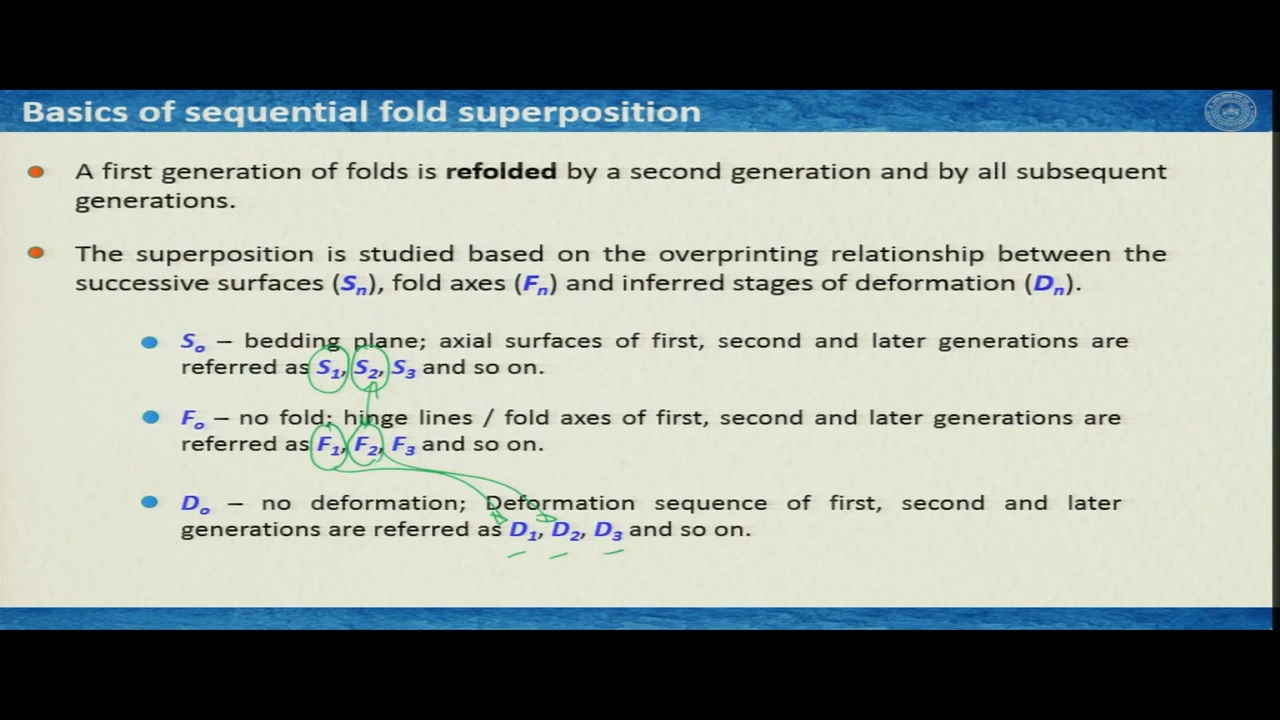 Basics of sequential fold superposition
A first generation of folds is refolded by a second generation and by all subsequent
generations.
The superposition is studied based on the overprinting relationship between the
successive surfaces (Sn), fold axes (Fn) and inferred stages of deformation (Dn).
So – bedding plane; axial surfaces of first, second and later generations are
referred as S1, S2, S3 and so on.
Fo – no fold; hinge lines / fold axes of first, second and later generations are
referred as F1, F2, F3 and so on.
Do – no deformation; Deformation sequence of first, second and later
generations are referred as D1, D2, D3 and so on.